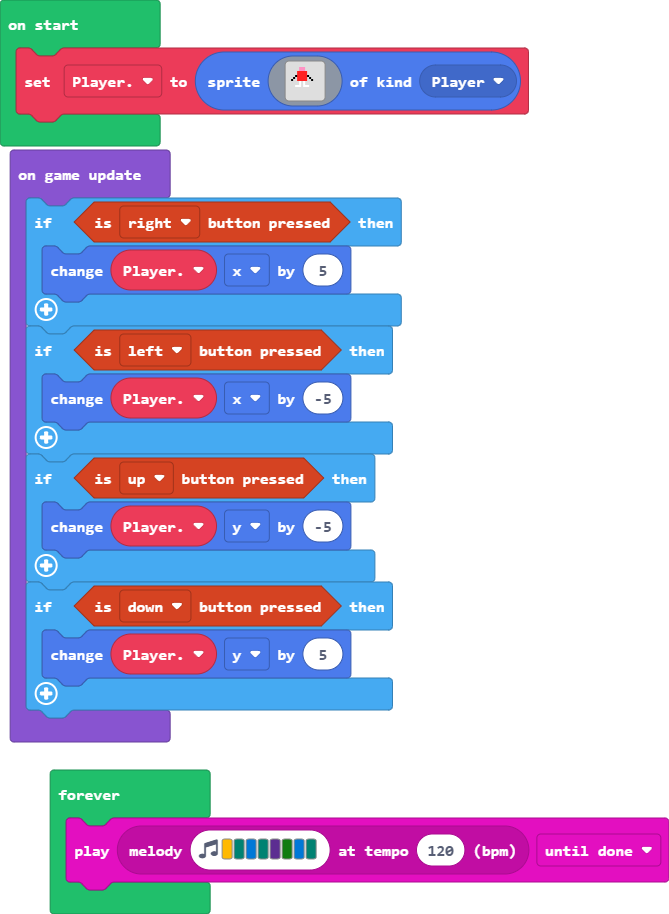 on start
set Player. to sprite of kind Player
on game update
if is right button pressed then
change Player. x by 5
if is left button pressed then
change Player. x by -5
if is up button pressed then
change Player. y by -5
if is down button pressed then
change Player. y by 5
forever
play melody at tempo 120 (bpm) until done